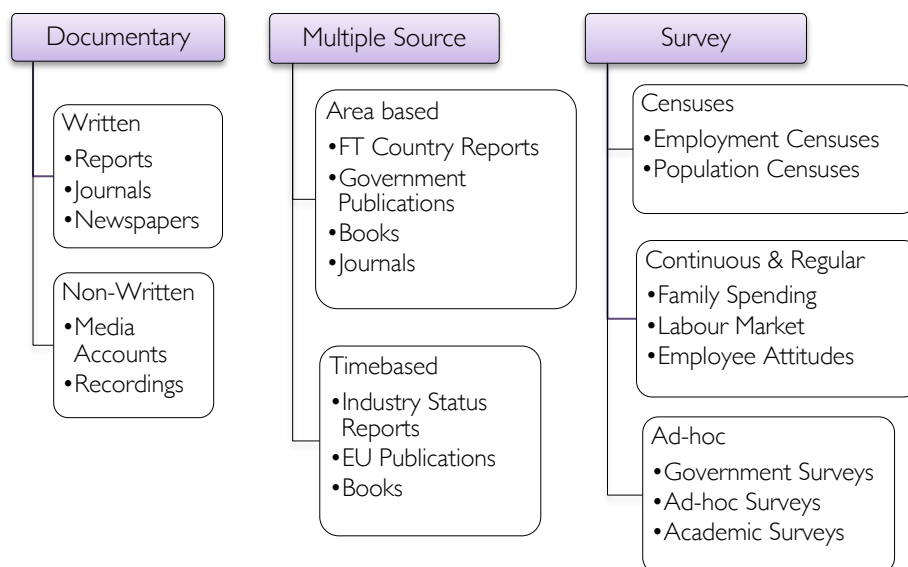 Documentary
Written
•Reports
•Journals
•Newspapers
Non-Written
•Media
Accounts
•Recordings
Multiple Source
Area based
•FT Country Reports
•Government
Publications
•Books
•Journals
Timebased
•Industry Status
Reports
•EU Publications
•Books
Survey
Censuses
•Employment Censuses
•Population Censuses
Continuous & Regular
•Family Spending
•Labour Market
•Employee Attitudes
Ad-hoc
•Government Surveys
•Ad-hoc Surveys
•Academic Surveys